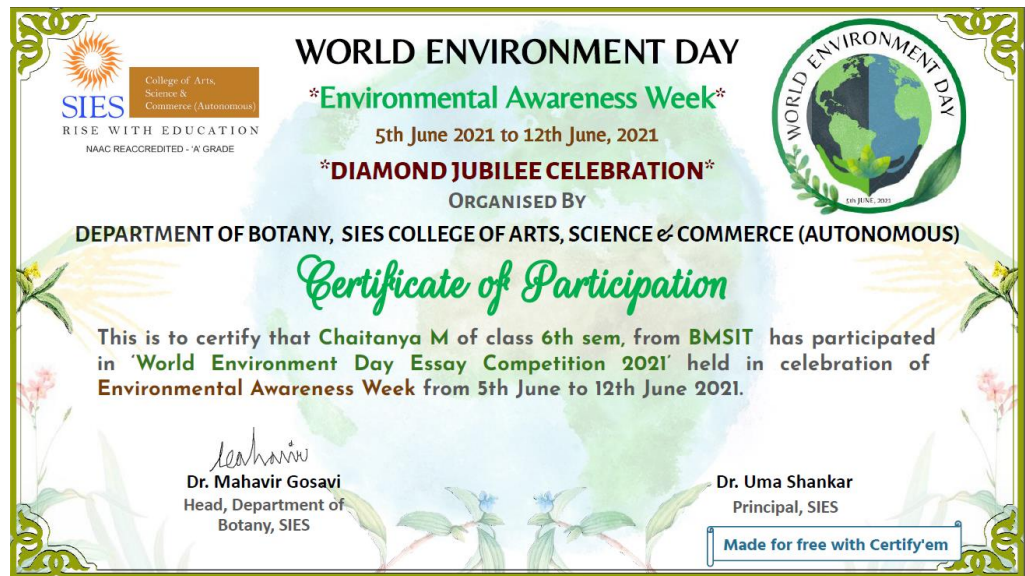 College of Arts,
Science &
Commerce (Autonomous)
SIES
RISE WITH EDUCATION
NAAC REACCREDITED - 'A' GRADE
WORLD ENVIRONMENT DAY
*Environmental Awareness Week*
5th June 2021 to 12th June, 2021
*DIAMOND JUBILEE CELEBRATION*
ORGANISED BY
WORLD ENVIRONMENT DAY
5th JUNE, 2021
DEPARTMENT OF BOTANY, SIES COLLEGE OF ARTS, SCIENCE & COMMERCE (AUTONOMOUS)
Certificate of Participation
This is to certify that Chaitanya M of class 6th sem, from BMSIT has participated
in 'World Environment Day Essay Competition 2021' held in celebration of
Environmental Awareness Week from 5th June to 12th June 2021.
Dr. Mahavir Gosavi
Head, Department of
Botany, SIES
Dr. Uma Shankar
Principal, SIES
Made for free with Certify'em